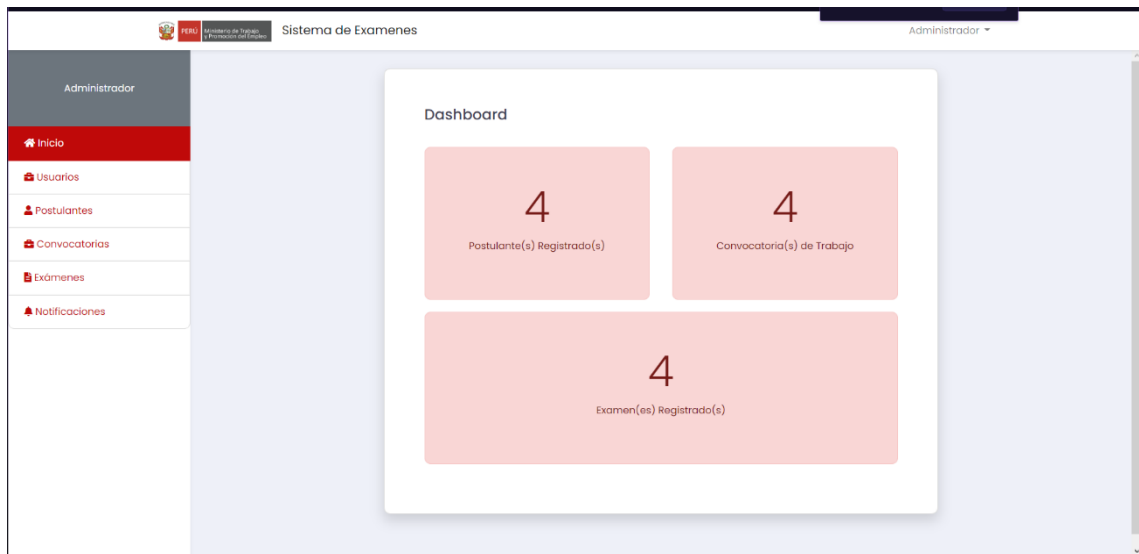 PERÚ Ministerio de Trabajo
y Promoción del Empleo
Sistema de Examenes
Administrador
Administrador
Inicio
Usuarios
Postulantes
Convocatorias
Exámenes
Notificaciones
Dashboard
4
Postulante(s) Registrado(s)
4
Convocatoria(s) de Trabajo
4
Examen(es) Registrado(s)